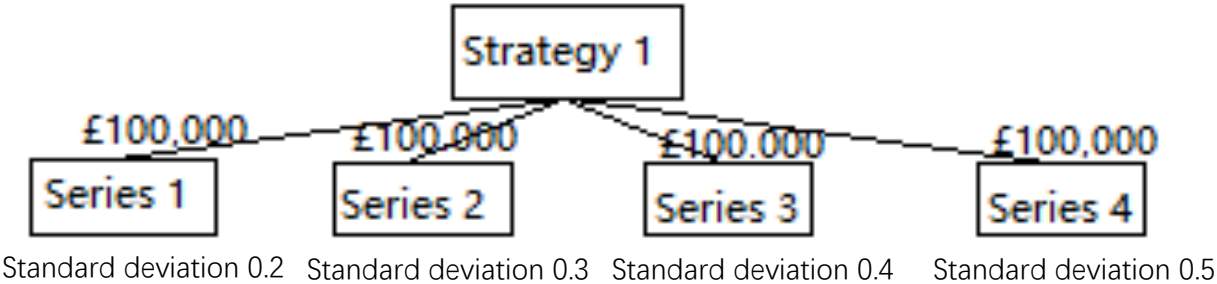 Strategy 1
£100,000 £100.000 £100.000 £100,000
Series 1 Series 2 Series 3 Series 4
Standard deviation 0.2 Standard deviation 0.3 Standard deviation 0.4 Standard deviation 0.5